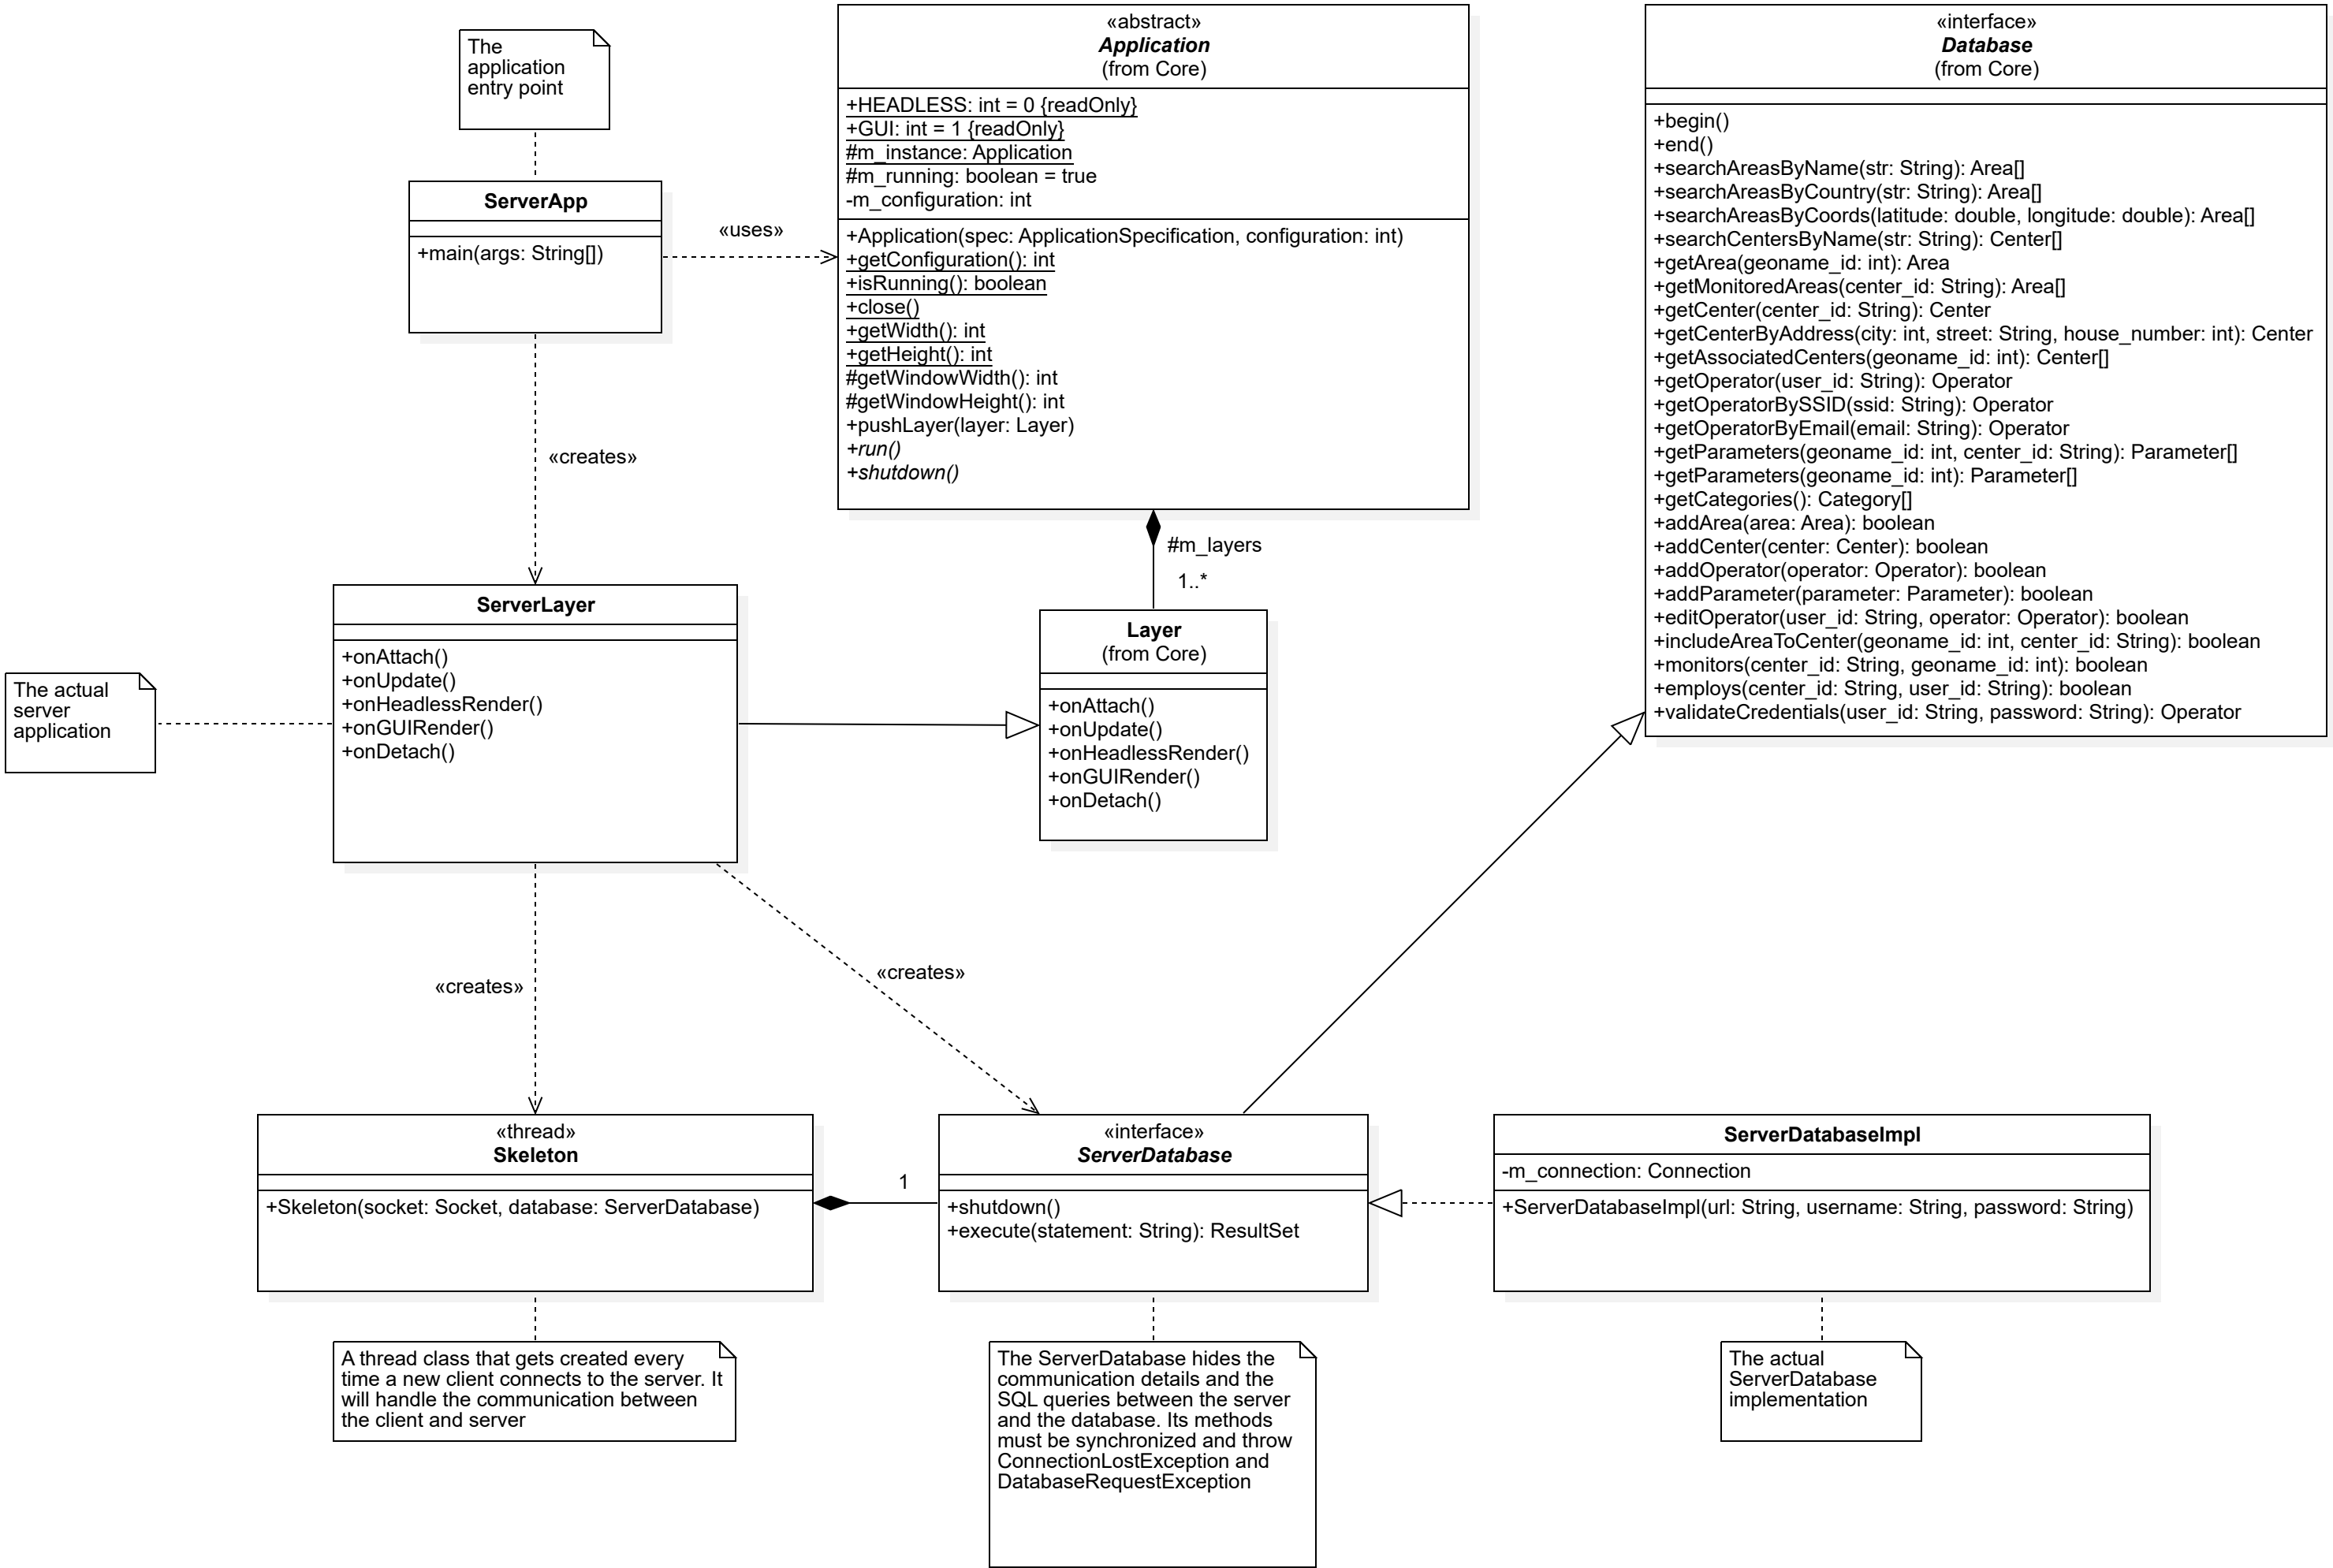 The
application
entry point
ServerApp
+main(args: String[])
«uses»
«creates»
«abstract»
Application
(from Core)
+HEADLESS: int = 0 {readOnly}
+GUI: int = 1 {readOnly}
#m_instance: Application
#m_running: boolean = true
-m_configuration: int
+Application(spec: ApplicationSpecification, configuration: int)
+getConfiguration(): int
+isRunning(): boolean
+close()
+getWidth(): int
+getHeight(): int
#getWindowWidth(): int
#getWindowHeight(): int
+pushLayer(layer: Layer)
+run()
+shutdown()
#m_layers
1..*
«interface»
Database
(from Core)
+begin()
+end()
+searchAreasByName(str: String): Area[]
+searchAreasByCountry(str: String): Area[]
+searchAreasByCoords(latitude: double, longitude: double): Area[]
+searchCentersByName(str: String): Center[]
+getArea(geoname_id: int): Area
+getMonitoredAreas(center_id: String): Area[]
+getCenter(center_id: String): Center
+getCenterByAddress(city: int, street: String, house_number: int): Center
+getAssociatedCenters(geoname_id: int): Center[]
+getOperator(user_id: String): Operator
+getOperatorBySSID(ssid: String): Operator
+getOperatorByEmail(email: String): Operator
+getParameters(geoname_id: int, center_id: String): Parameter[]
+getParameters(geoname_id: int): Parameter[]
+getCategories(): Category[]
+addArea(area: Area): boolean
+addCenter(center: Center): boolean
+addOperator(operator: Operator): boolean
+addParameter(parameter: Parameter): boolean
+editOperator(user_id: String, operator: Operator): boolean
+includeAreaToCenter(geoname_id: int, center_id: String): boolean
+monitors(center_id: String, geoname_id: int): boolean
+employs(center_id: String, user_id: String): boolean
+validateCredentials(user_id: String, password: String): Operator
The actual
server
application
ServerLayer
+onAttach()
+onUpdate()
+onHeadlessRender()
+onGUIRender()
+onDetach()
Layer
(from Core)
+onAttach()
+onUpdate()
+onHeadlessRender()
+onGUIRender()
+onDetach()
«creates»
«creates»
«thread»
Skeleton
+Skeleton(socket: Socket, database: ServerDatabase)
1
«interface»
ServerDatabase
+shutdown()
+execute(statement: String): ResultSet
ServerDatabaseImpl
-m_connection: Connection
+ServerDatabaseImpl(url: String, username: String, password: String)
A thread class that gets created every
time a new client connects to the server. It
will handle the communication between
the client and server
The ServerDatabase hides the
communication details and the
SQL queries between the server
and the database. Its methods
must be synchronized and throw
ConnectionLostException and
DatabaseRequestException
The actual
ServerDatabase
implementation